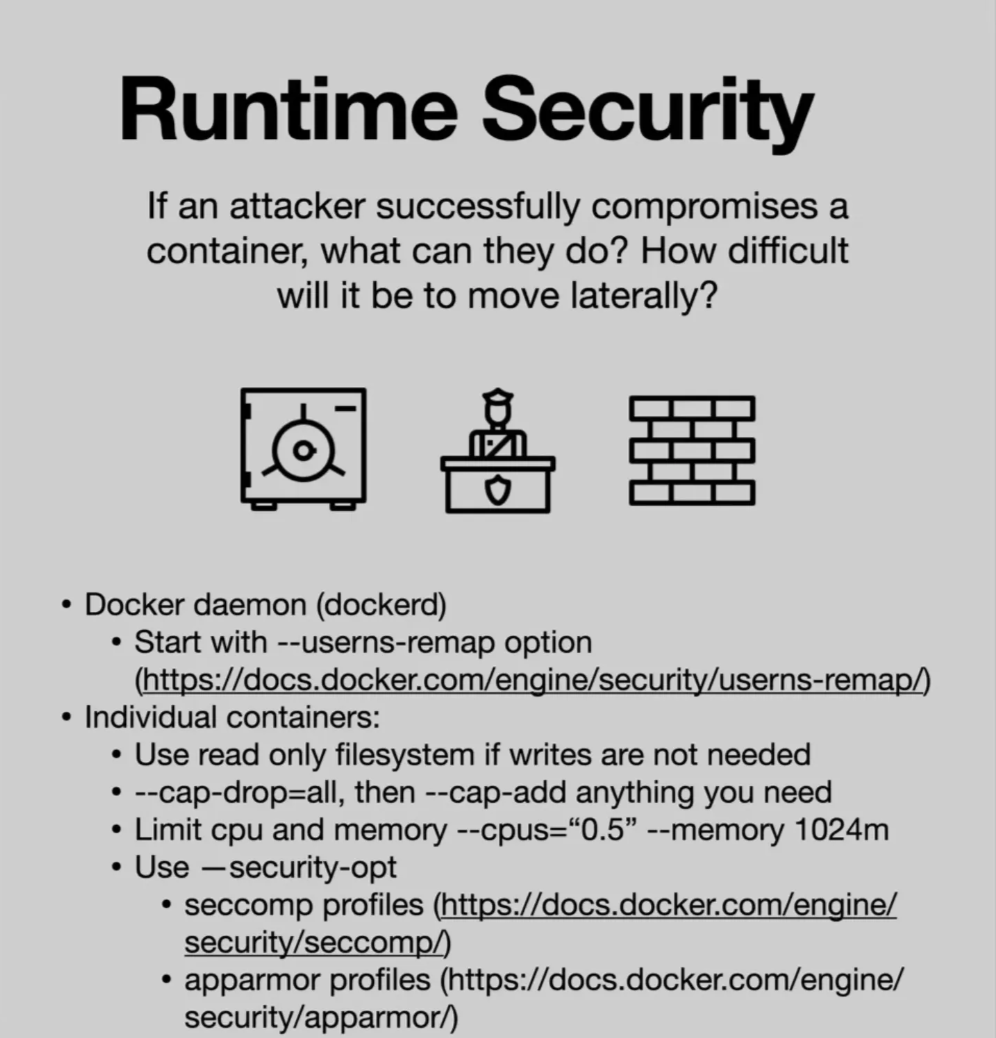 Runtime Security
If an attacker successfully compromises a
container, what can they do? How difficult
will it be to move laterally?
• Docker daemon (dockerd)
• Start with --userns-remap option
(https://docs.docker.com/engine/security/userns-remap/)
• Individual containers:
• Use read only filesystem if writes are not needed
• --cap-drop=all, then --cap-add anything you need
• Limit cpu and memory --cpus=“0.5” --memory 1024m
• Use —security-opt
• seccomp profiles (https://docs.docker.com/engine/
security/seccomp/)
• apparmor profiles (https://docs.docker.com/engine/
security/apparmor/)